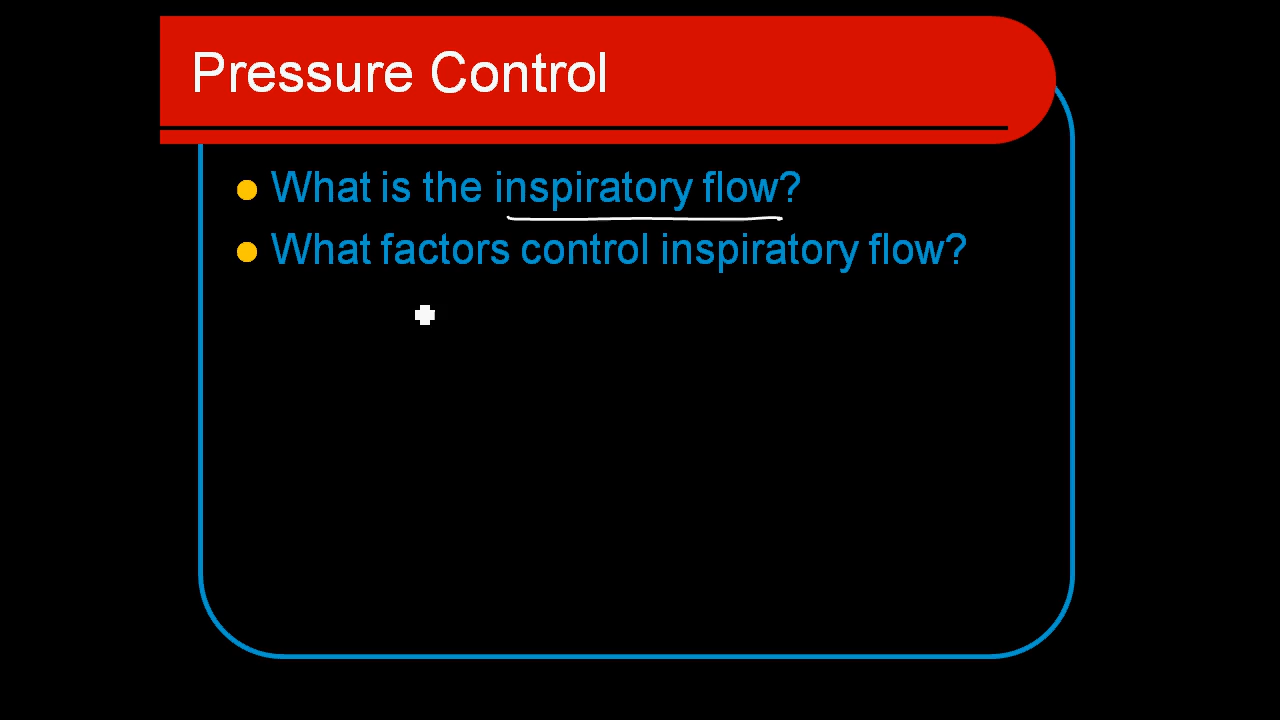 Pressure Control
What is the inspiratory flow?
What factors control inspiratory flow?